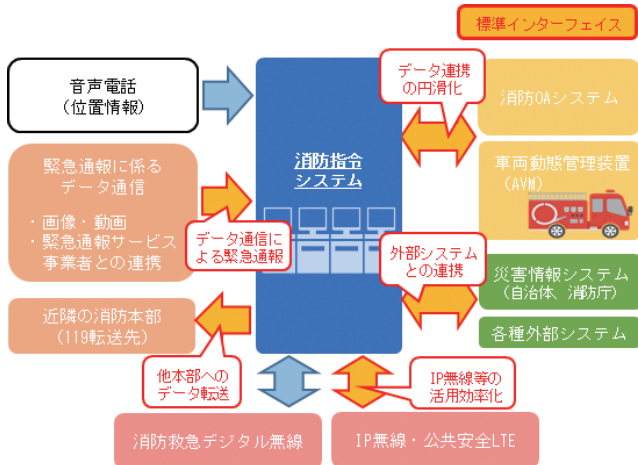 標準インターフェイス
音声電話
(位置情報)
データ連携
の円滑化
消防OAシステム
緊急通報に係る
データ通信
・画像・動画
・緊急通報サービス
事業者との連携
消防指令
システム
車両動態管理装置
(AVM)
データ通信に
よる緊急通報
外部システム
との連携
災害情報システム
(自治体、消防庁)
近隣の消防本部
(119転送先)
各種外部システム
他本部への
データ転送
IP無線等の
活用効率化
消防救急デジタル無線
IP無線・公共安全LTE